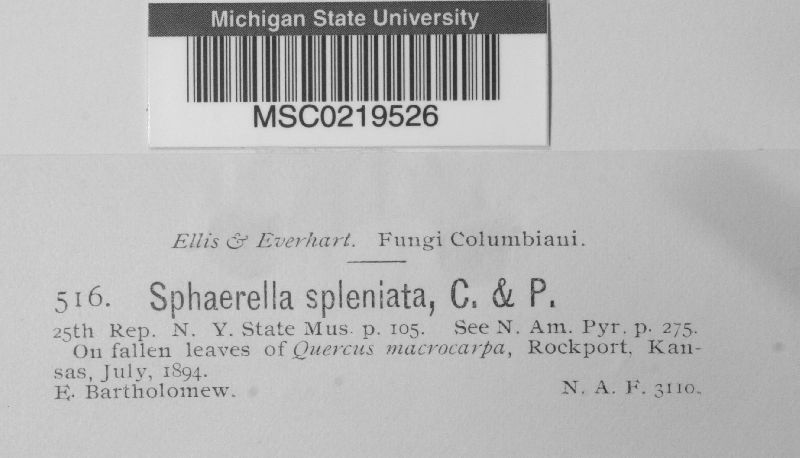 Michigan State University
MSC0219526
Ellis & Everhart. Fungi Columbiani.
516. Sphaerella spleniata, C. & P.
25th Rep. N. Y. State Mus. p. 105. See N. Am. Pyr. p. 275.
On fallen leaves of Quercus macrocarpa, Rockport, Kan-
sas, July, 1894.
E. Bartholomew. N. A. F. 3110.